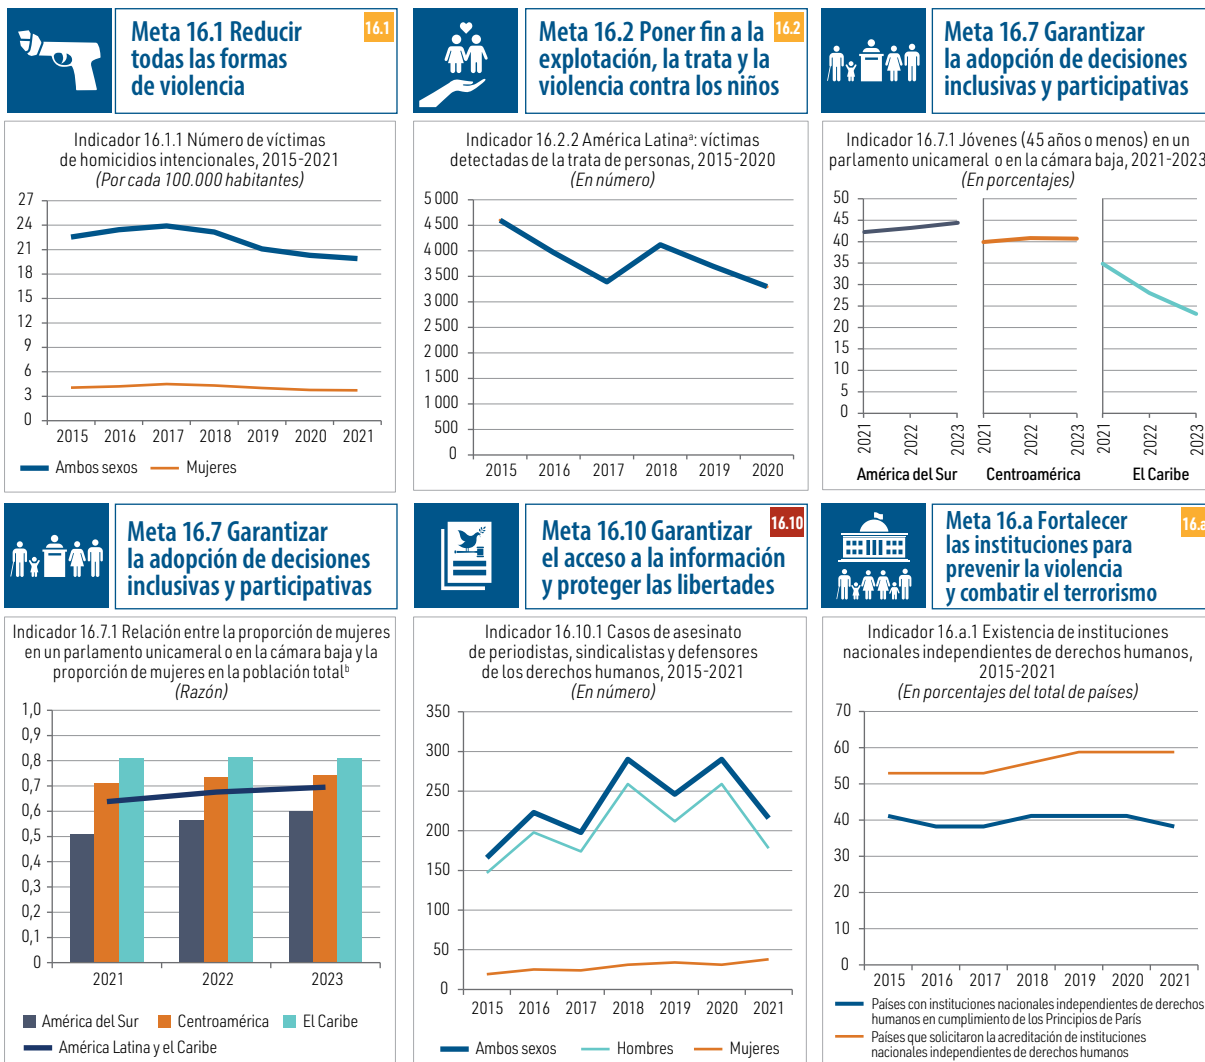 Meta 16.1 Reducir
todas las formas
de violencia
16.1
Indicador 16.1.1 Número de víctimas
de homicidios intencionales, 2015-2021
(Por cada 100.000 habitantes)
27
24
21
18
15
12
9
6
3
0
2015 2016 2017 2018 2019 2020 2021
Ambos sexos Mujeres
Meta 16.2 Poner fin a la
explotación, la trata y la
violencia contra los niños
16.2
Indicador 16.2.2 América Latinaª: víctimas
detectadas de la trata de personas, 2015-2020
(En número)
5 000
4 500
4 000
3 500
3 000
2 500
2 000
1 500
1 000
500
0
2015 2016 2017 2018 2019 2020
Meta 16.7 Garantizar
la adopción de decisiones
inclusivas y participativas
Indicador 16.7.1 Jóvenes (45 años o menos) en un
parlamento unicameral o en la cámara baja, 2021-2023
(En porcentajes)
50
45
40
35
30
25
20
15
10
5
0
2021 2022 2023 2021 2022 2023 2021 2022 2023
América del Sur Centroamérica El Caribe
Meta 16.7 Garantizar
la adopción de decisiones
inclusivas y participativas
Indicador 16.7.1 Relación entre la proporción de mujeres
en un parlamento unicameral o en la cámara baja y la
proporción de mujeres en la población totalᵇ
(Razón)
1,0
0,9
0,8
0,7
0,6
0,5
0,4
0,3
0,2
0,1
0
2021 2022 2023
América del Sur Centroamérica El Caribe
América Latina y el Caribe
Meta 16.10 Garantizar
el acceso a la información
y proteger las libertades
16.10
Indicador 16.10.1 Casos de asesinato
de periodistas, sindicalistas y defensores
de los derechos humanos, 2015-2021
(En número)
350
300
250
200
150
100
50
0
2015 2016 2017 2018 2019 2020 2021
Ambos sexos Hombres Mujeres
Meta 16.a Fortalecer
las instituciones para
prevenir la violencia
y combatir el terrorismo
16.a
Indicador 16.a.1 Existencia de instituciones
nacionales independientes de derechos humanos,
2015-2021
(En porcentajes del total de países)
70
60
50
40
30
20
10
0
2015 2016 2017 2018 2019 2020 2021
Países con instituciones nacionales independientes de derechos
humanos en cumplimiento de los Principios de París
Países que solicitaron la acreditación de instituciones
nacionales independientes de derechos humanos